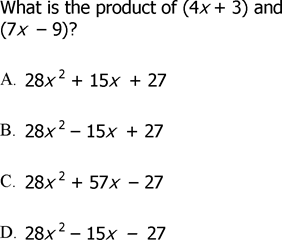 What is the product of (4x + 3) and
(7x − 9)?
A. 28x² + 15x + 27
B. 28x² − 15x + 27
C. 28x² + 57x − 27
D. 28x² − 15x − 27